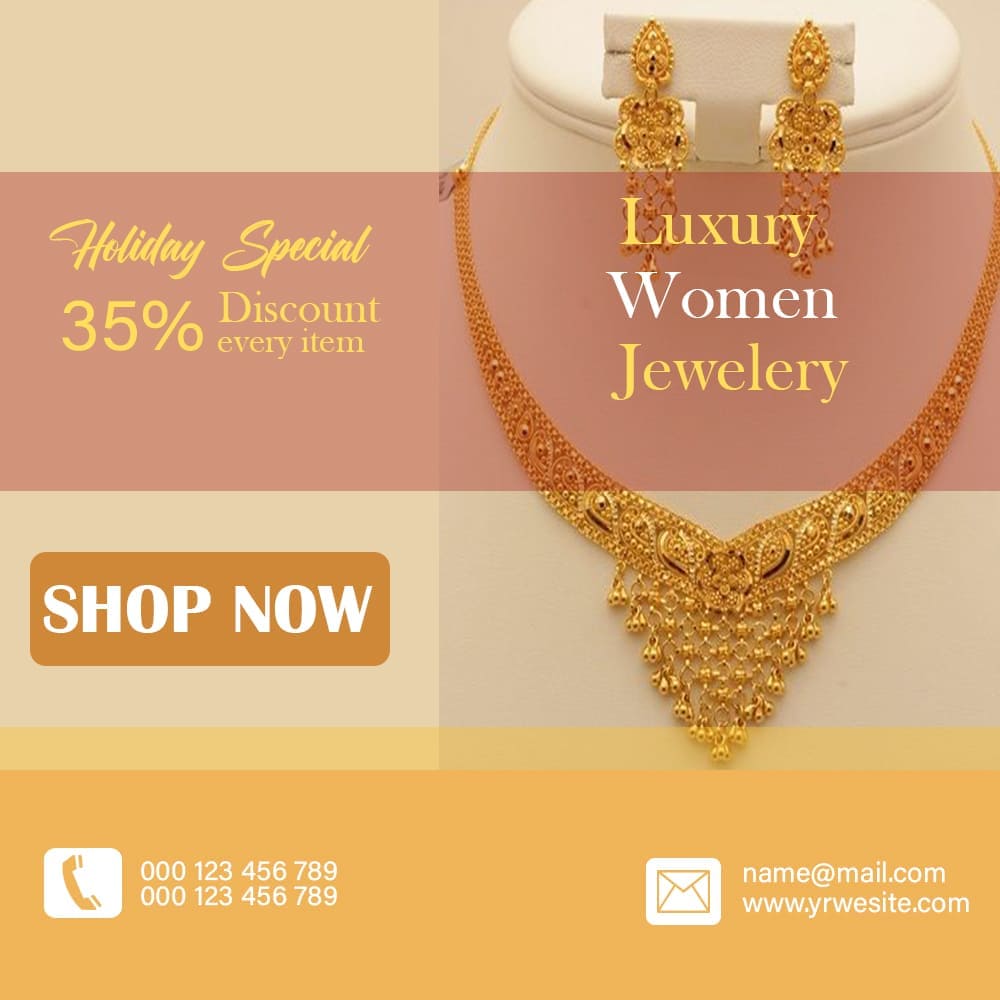 Holiday Special
35% Discount
every item
Luxury
Women
Jewelery
SHOP NOW
000 123 456 789
000 123 456 789
name@mail.com
www.yrwesite.com